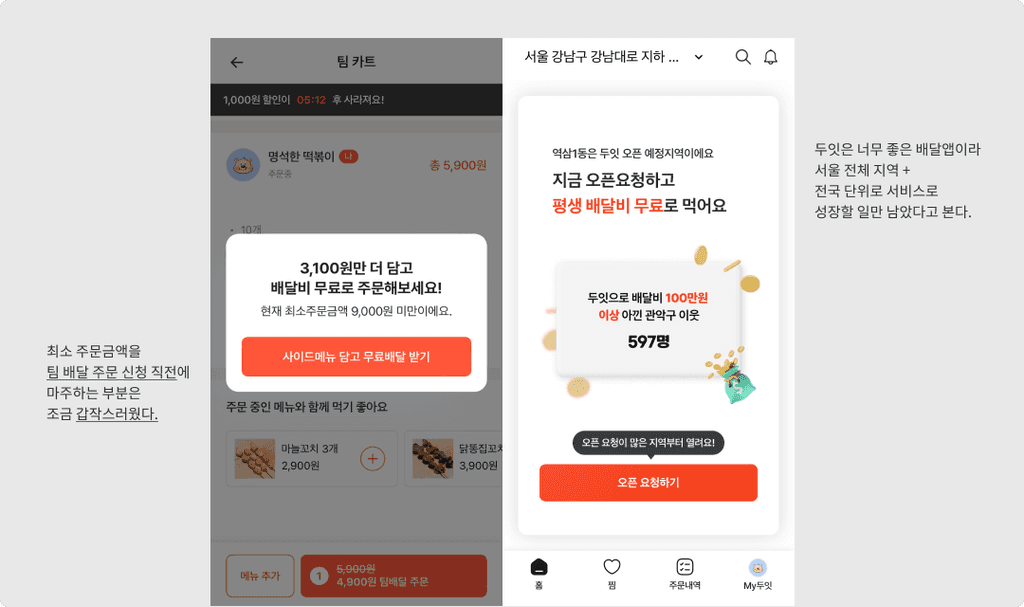 최소 주문금액을
팀 배달 주문 신청 직전에
마주하는 부분은
조금 갑작스러웠다.
팀 카트
1,000원 할인이 05:12 후 사라져요!
명석한 떡볶이 나
주문중
총 5,900원
• 10개
3,100원만 더 담고
배달비 무료로 주문해보세요!
현재 최소주문금액 9,000원 미만이에요.
사이드메뉴 담고 무료배달 받기
주문 중인 메뉴와 함께 먹기 좋아요
마늘꼬치 3개
2,900원
닭똥집꼬치
3,900원
메뉴 추가
1
5,900원
4,900원 팀배달 주문
서울 강남구 강남대로 지하 ...
역삼1동은 두잇 오픈 예정지역이에요
지금 오픈요청하고
평생 배달비 무료로 먹어요
두잇으로 배달비 100만원
이상 아낀 관악구 이웃
597명
오픈 요청이 많은 지역부터 열려요!
오픈 요청하기
홈
찜
주문내역
My두잇
두잇은 너무 좋은 배달앱이라
서울 전체 지역 +
전국 단위로 서비스로
성장할 일만 남았다고 본다.